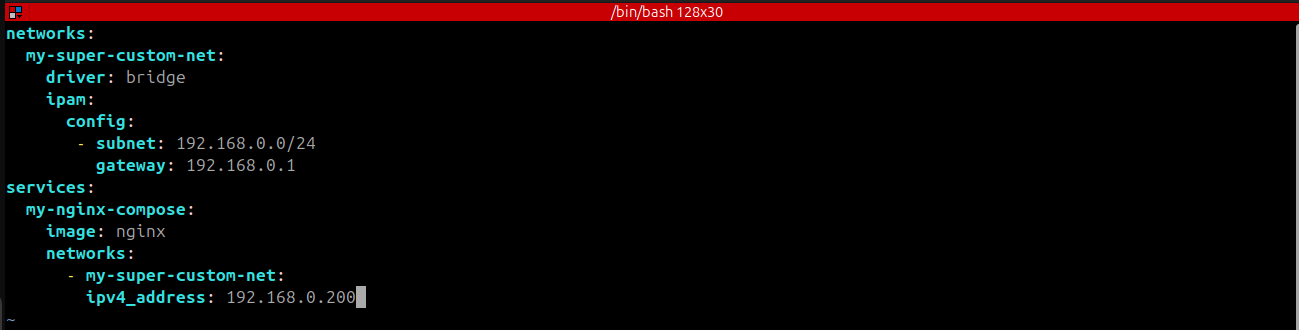 /bin/bash 128x30
networks:
  my-super-custom-net:
    driver: bridge
    ipam:
      config:
       - subnet: 192.168.0.0/24
         gateway: 192.168.0.1
services:
  my-nginx-compose:
    image: nginx
    networks:
      - my-super-custom-net:
        ipv4_address: 192.168.0.200
~